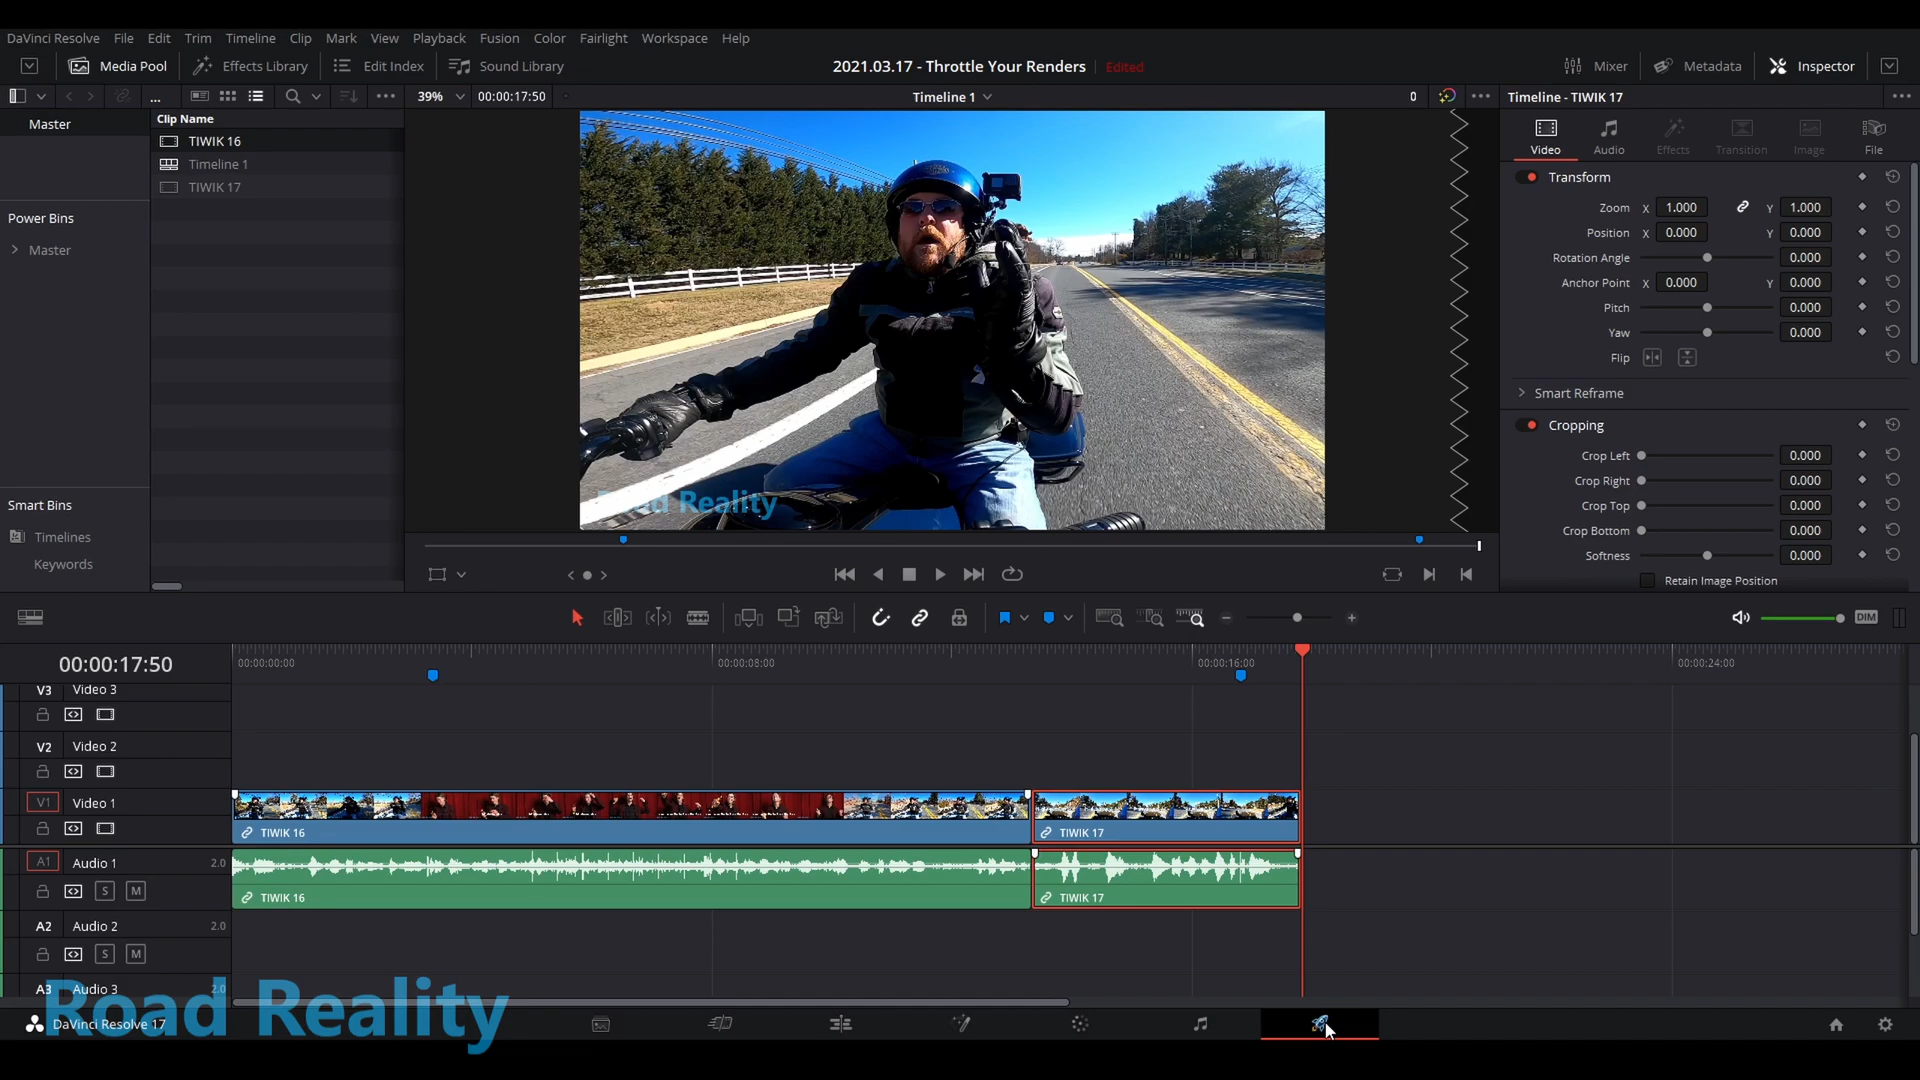 DaVinci Resolve File Edit Trim Timeline Clip Mark View Playback Fusion Color Fairlight Workspace Help
Media Pool Effects Library Edit Index Sound Library 2021.03.17 - Throttle Your Renders Edited Mixer Metadata Inspector
... 39% 00:00:17:50 Timeline 1 0 Timeline - TIWIK 17
Master Clip Name
TIWIK 16
Timeline 1
TIWIK 17
Power Bins
Master
Smart Bins
Timelines
Keywords
Road Reality
Video Audio Effects Transition Image File
Transform
Zoom X 1.000 Y 1.000
Position X 0.000 Y 0.000
Rotation Angle 0.000
Anchor Point X 0.000 Y 0.000
Pitch 0.000
Yaw 0.000
Flip
Smart Reframe
Cropping
Crop Left 0.000
Crop Right 0.000
Crop Top 0.000
Crop Bottom 0.000
Softness 0.000
Retain Image Position
DIM
00:00:17:50 00:00:00:00 00:00:08:00 00:00:16:00 00:00:24:00
V3 Video 3
V2 Video 2
V1 Video 1
TIWIK 16 TIWIK 17
A1 Audio 1 2.0
S M
TIWIK 16 TIWIK 17
A2 Audio 2 2.0
S M
A3 Audio 3 2.0
Road Reality
DaVinci Resolve 17